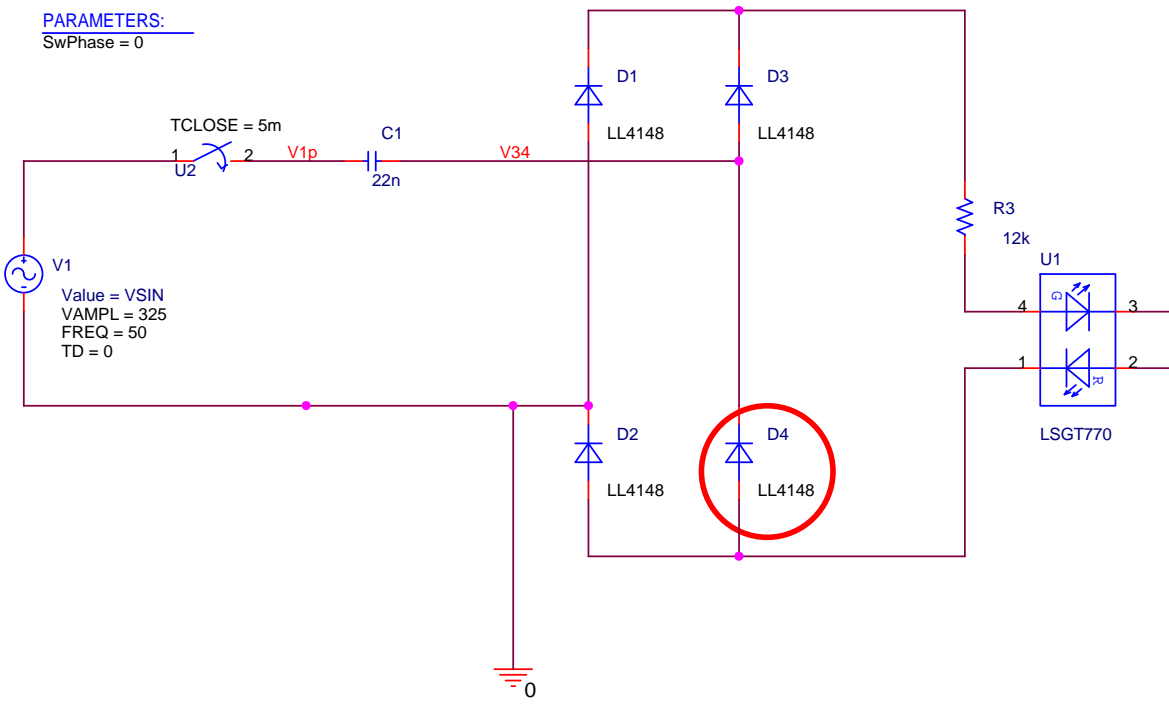 PARAMETERS:
SwPhase = 0
D1
D3
LL4148
LL4148
TCLOSE = 5m
1
2
U2
V1p
C1
22n
V34
R3
12k
V1
Value = VSIN
VAMPL = 325
FREQ = 50
TD = 0
U1
4
G
3
1
R
2
LSGT770
D2
D4
LL4148
LL4148
0